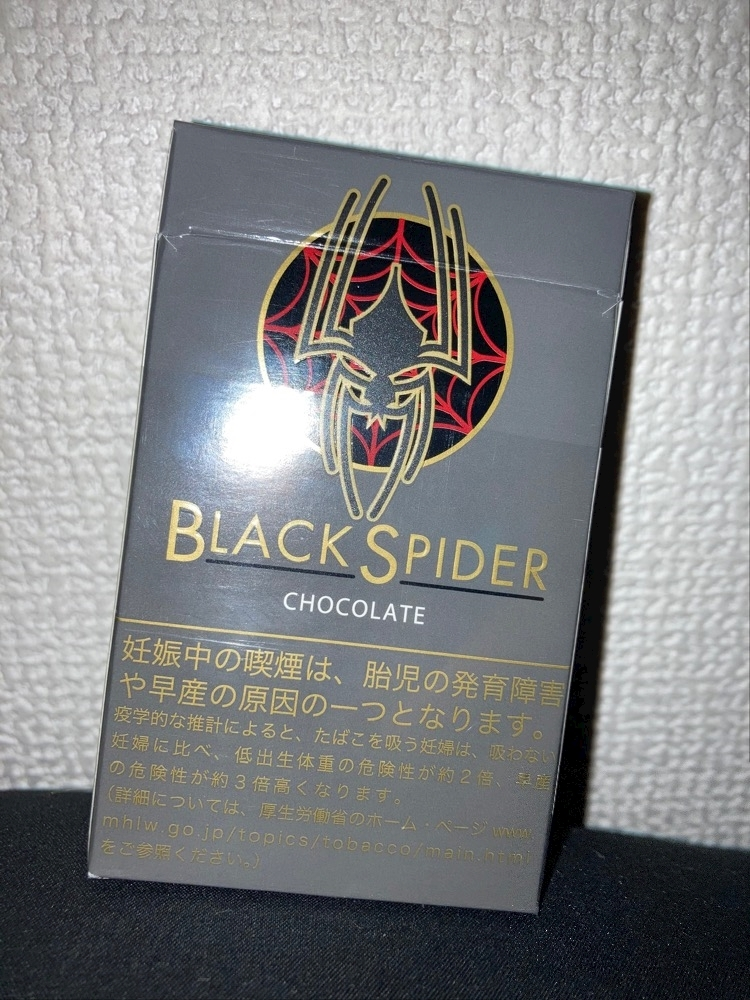 BLACK SPIDER
CHOCOLATE
妊娠中の喫煙は、胎児の発育障害
や早産の原因の一つとなります。
疫学的な推計によると、たばこを吸う妊婦は、吸わない
妊婦に比べ、低出生体重の危険性が約2倍、早産
の危険性が約3倍高くなります。
(詳細については、厚生労働省のホーム・ページ www.
mhlw.go.jp/topics/tobacco/main.html
をご参照ください。)